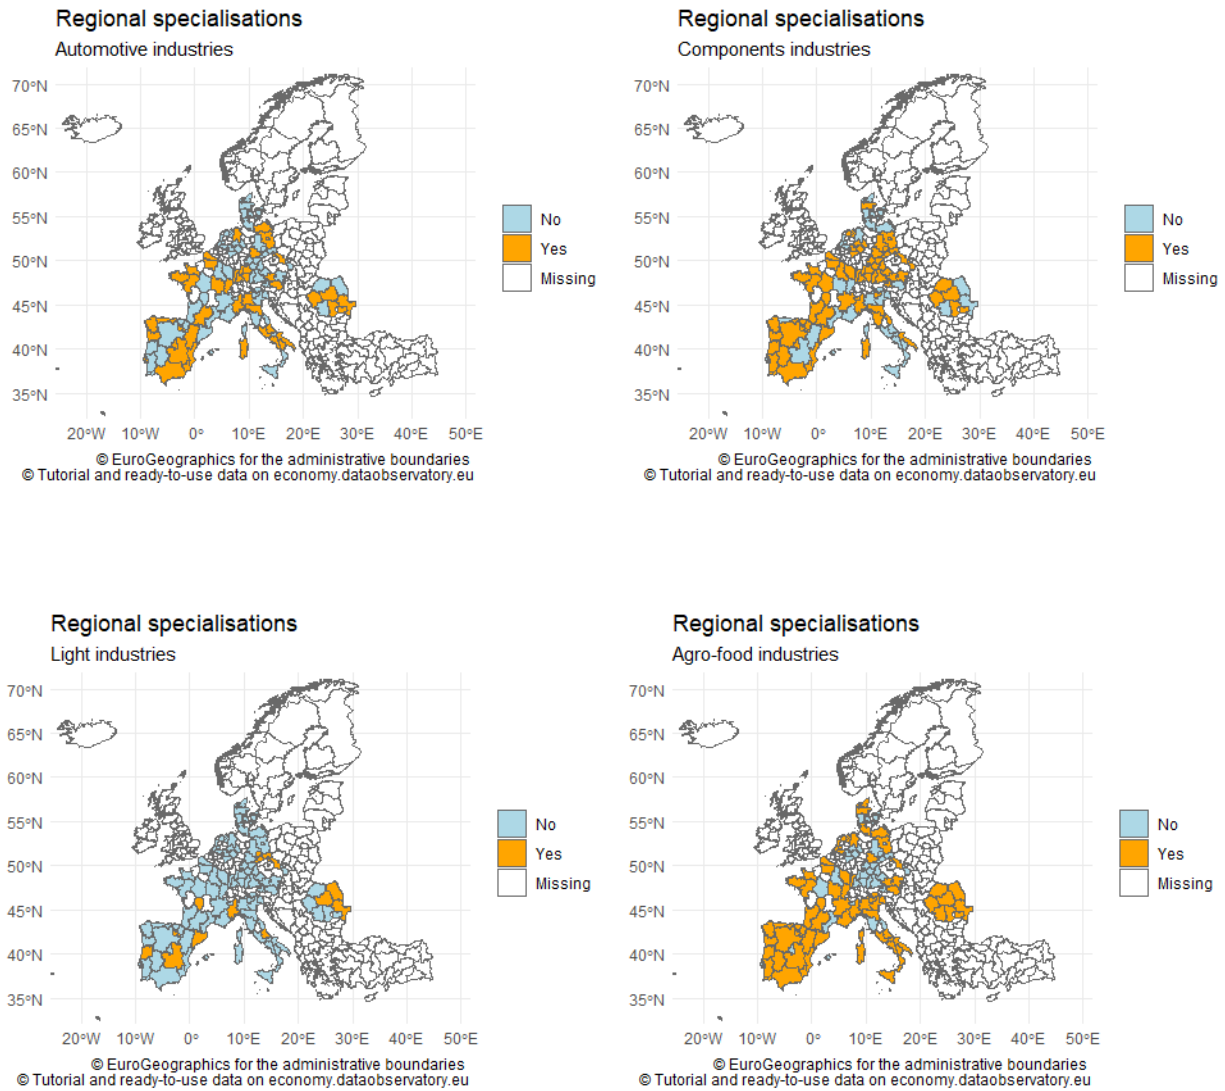 Regional specialisations
Automotive industries
70°N
65°N
60°N
55°N
50°N
45°N
40°N
35°N
20°W 10°W 0° 10°E 20°E 30°E 40°E 50°E
No
Yes
Missing
© EuroGeographics for the administrative boundaries
© Tutorial and ready-to-use data on economy.dataobservatory.eu
Regional specialisations
Components industries
70°N
65°N
60°N
55°N
50°N
45°N
40°N
35°N
20°W 10°W 0° 10°E 20°E 30°E 40°E 50°E
No
Yes
Missing
© EuroGeographics for the administrative boundaries
© Tutorial and ready-to-use data on economy.dataobservatory.eu
Regional specialisations
Light industries
70°N
65°N
60°N
55°N
50°N
45°N
40°N
35°N
20°W 10°W 0° 10°E 20°E 30°E 40°E 50°E
No
Yes
Missing
© EuroGeographics for the administrative boundaries
© Tutorial and ready-to-use data on economy.dataobservatory.eu
Regional specialisations
Agro-food industries
70°N
65°N
60°N
55°N
50°N
45°N
40°N
35°N
20°W 10°W 0° 10°E 20°E 30°E 40°E 50°E
No
Yes
Missing
© EuroGeographics for the administrative boundaries
© Tutorial and ready-to-use data on economy.dataobservatory.eu